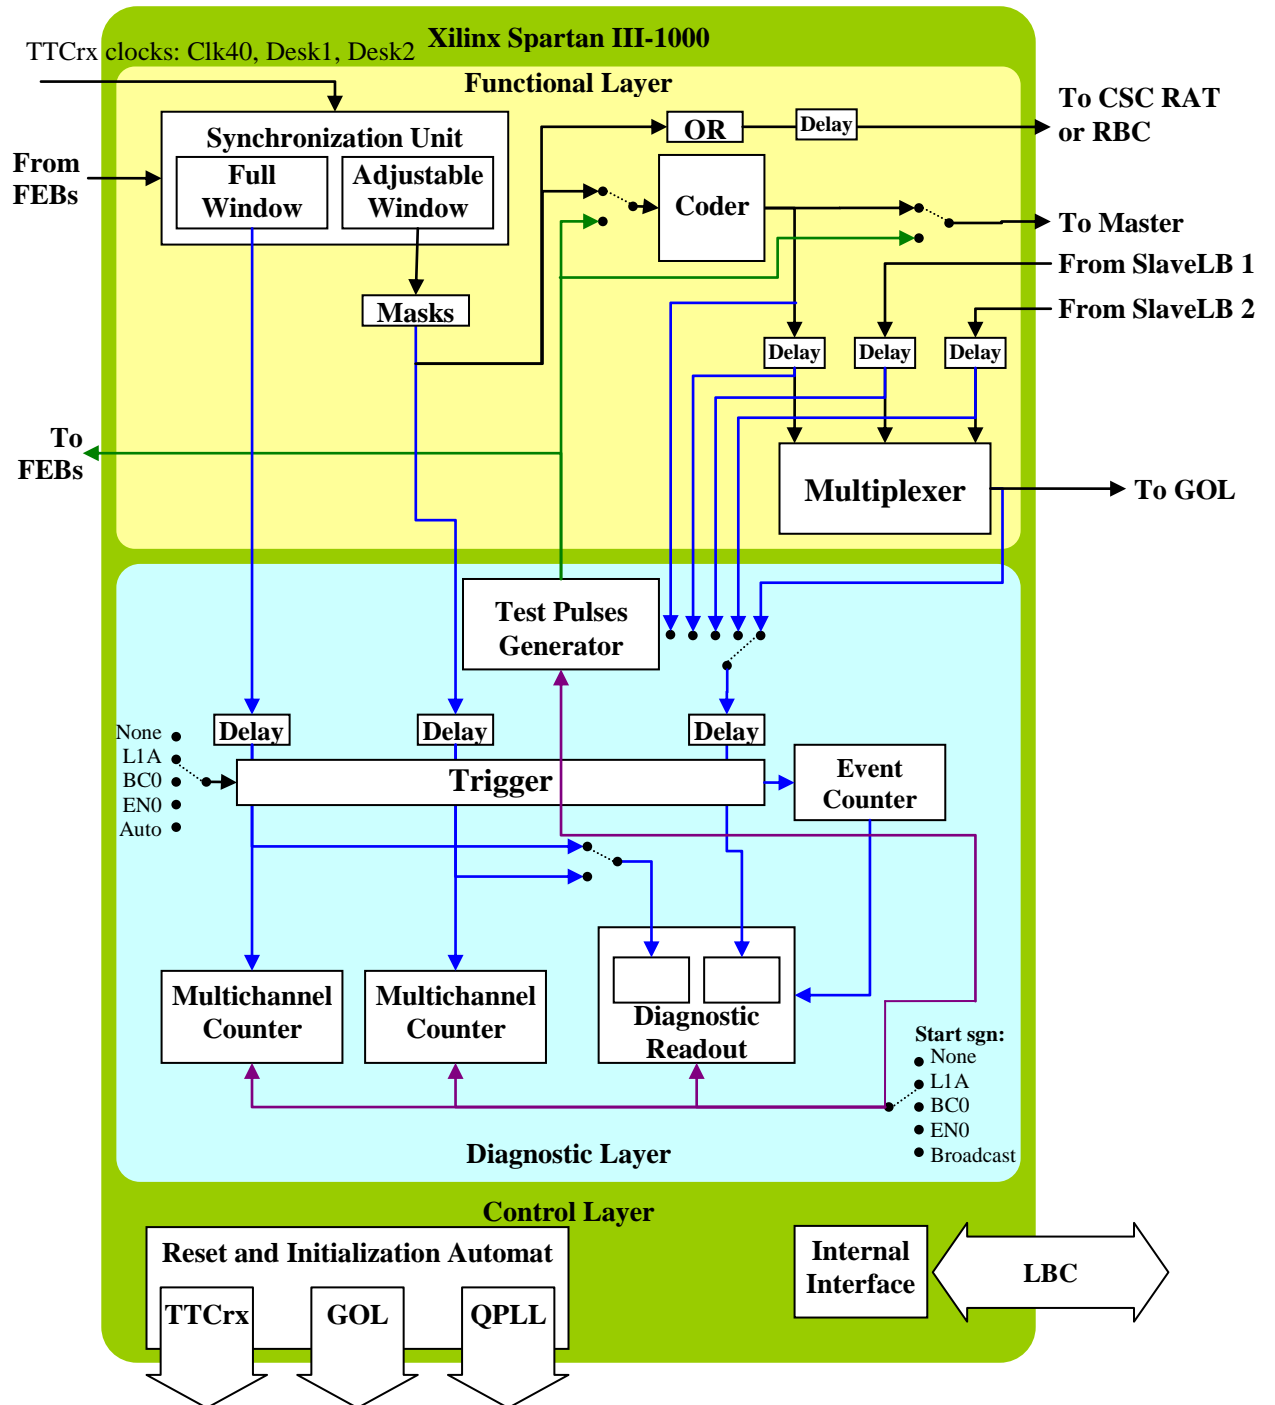 Xilinx Spartan III-1000
TTCrx clocks: Clk40, Desk1, Desk2
Functional Layer
To CSC RAT
or RBC
OR
Delay
Synchronization Unit
From
FEBs
Full
Window
Adjustable
Window
Coder
To Master
From SlaveLB 1
Masks
From SlaveLB 2
Delay
Delay
Delay
To
FEBs
Multiplexer
To GOL
Test Pulses
Generator
None
L1A
BC0
EN0
Auto
Delay
Delay
Delay
Trigger
Event
Counter
Multichannel
Counter
Multichannel
Counter
Diagnostic
Readout
Start sgn:
None
L1A
BC0
EN0
Broadcast
Diagnostic Layer
Control Layer
Reset and Initialization Automat
TTCrx
GOL
QPLL
Internal
Interface
LBC